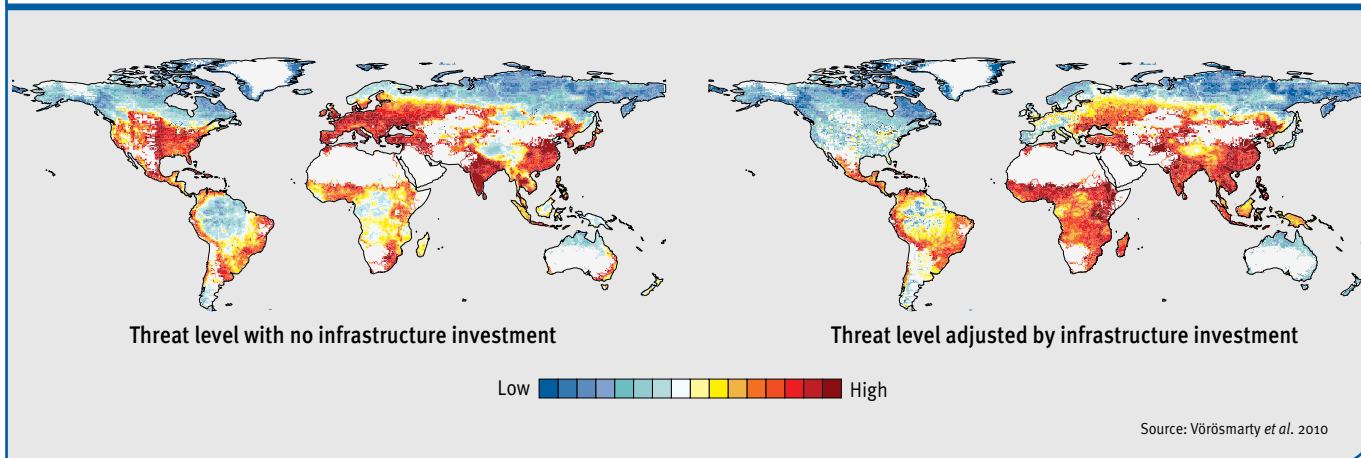 Threat level with no infrastructure investment
Threat level adjusted by infrastructure investment
Low
High
Source: Vörösmarty et al. 2010